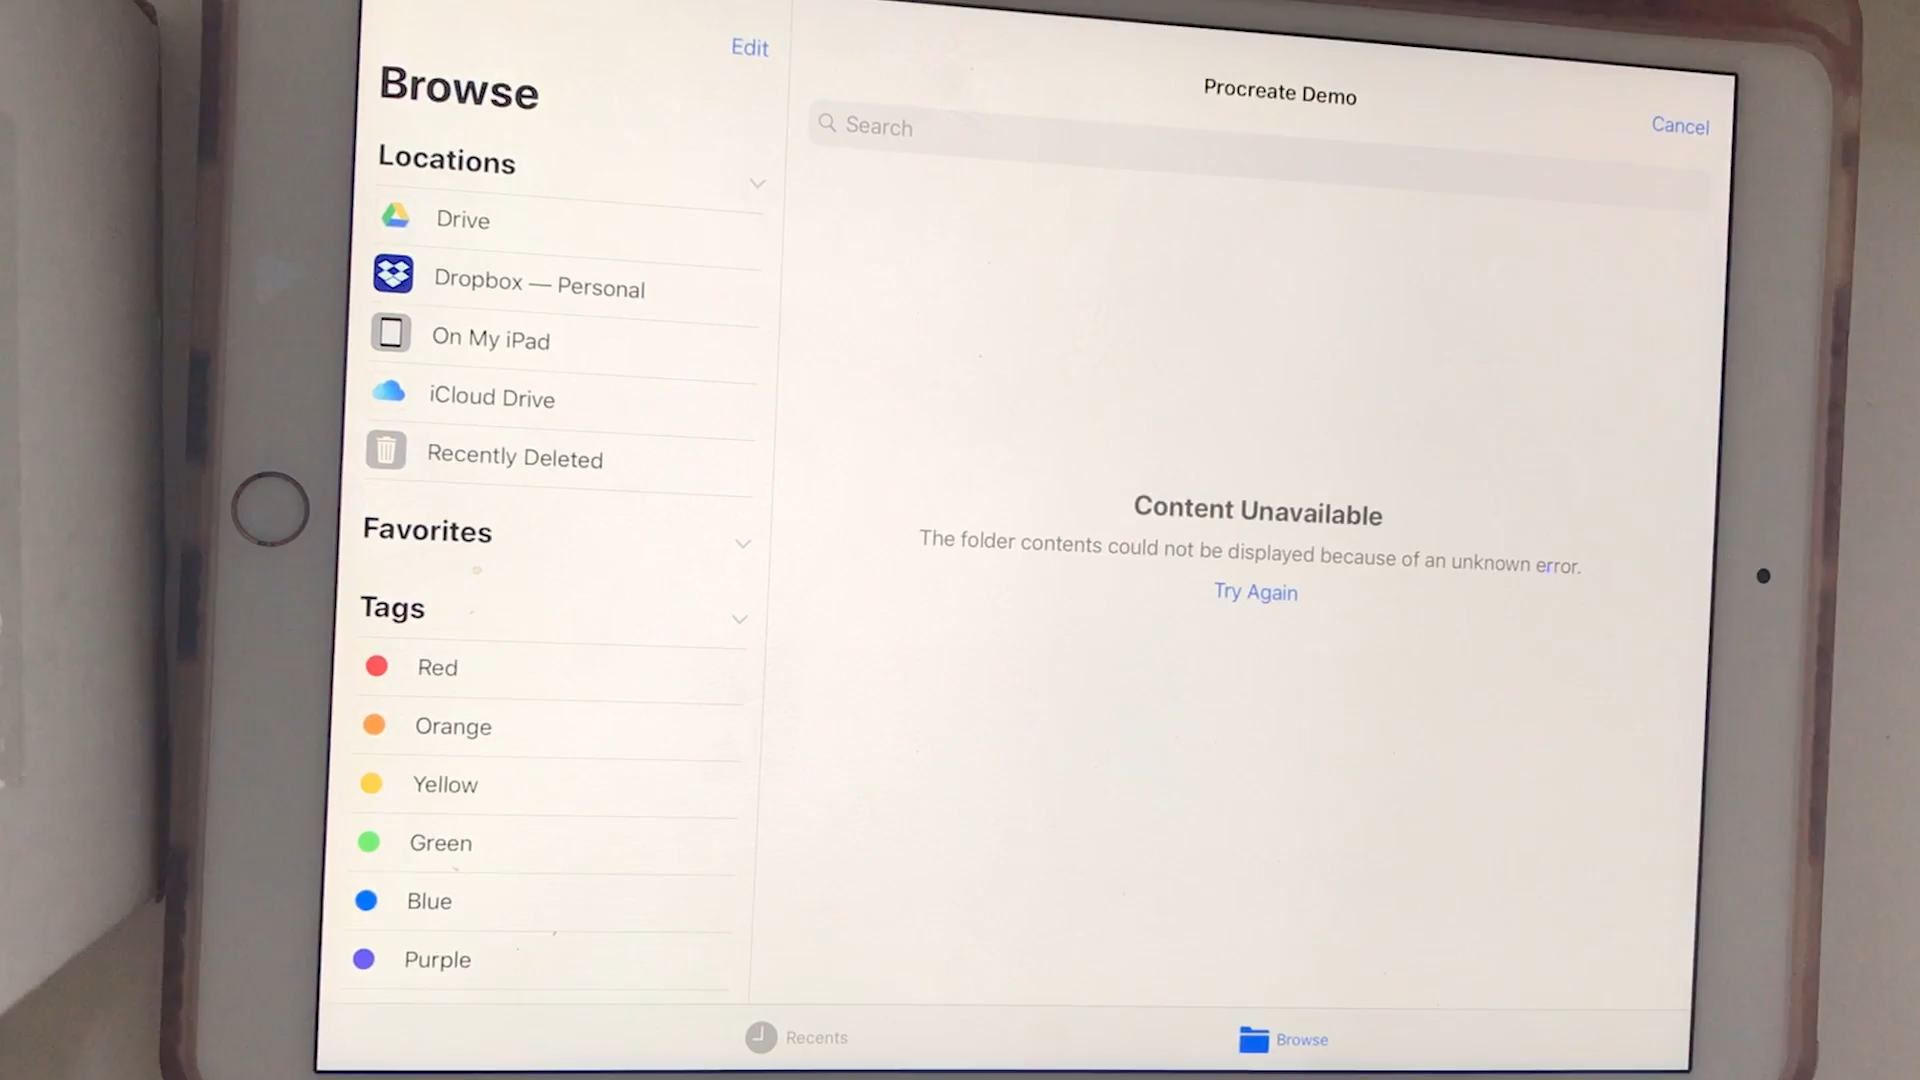 Edit
Browse
Locations
Drive
Dropbox — Personal
On My iPad
iCloud Drive
Recently Deleted
Favorites
Tags
Red
Orange
Yellow
Green
Blue
Purple
Procreate Demo
Cancel
Search
Content Unavailable
The folder contents could not be displayed because of an unknown error.
Try Again
Recents
Browse